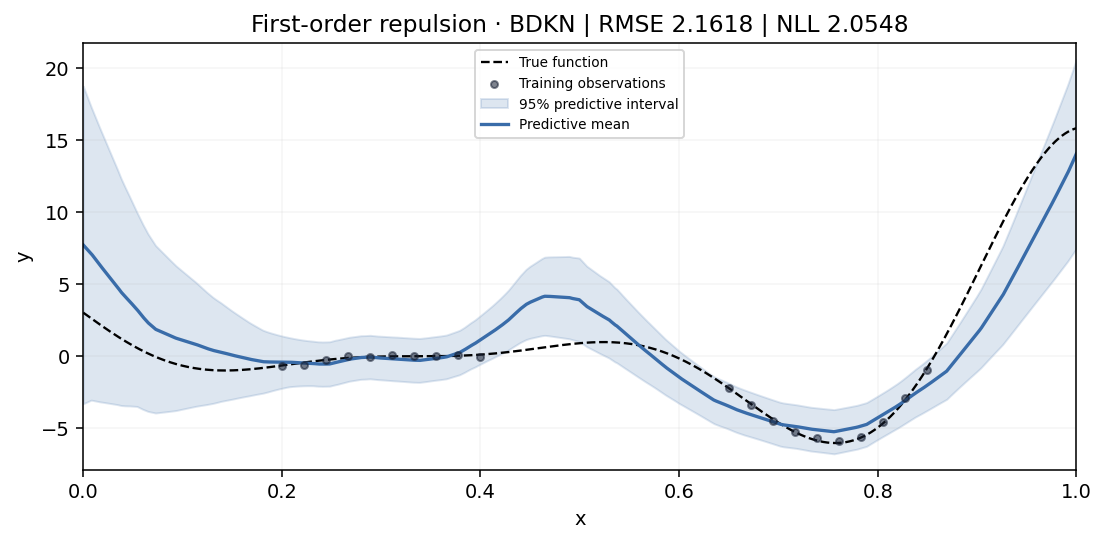 First-order repulsion · BDKN | RMSE 2.1618 | NLL 2.0548
True function
Training observations
95% predictive interval
Predictive mean
y
20
15
10
5
0
−5
0.0 0.2 0.4 0.6 0.8 1.0
x